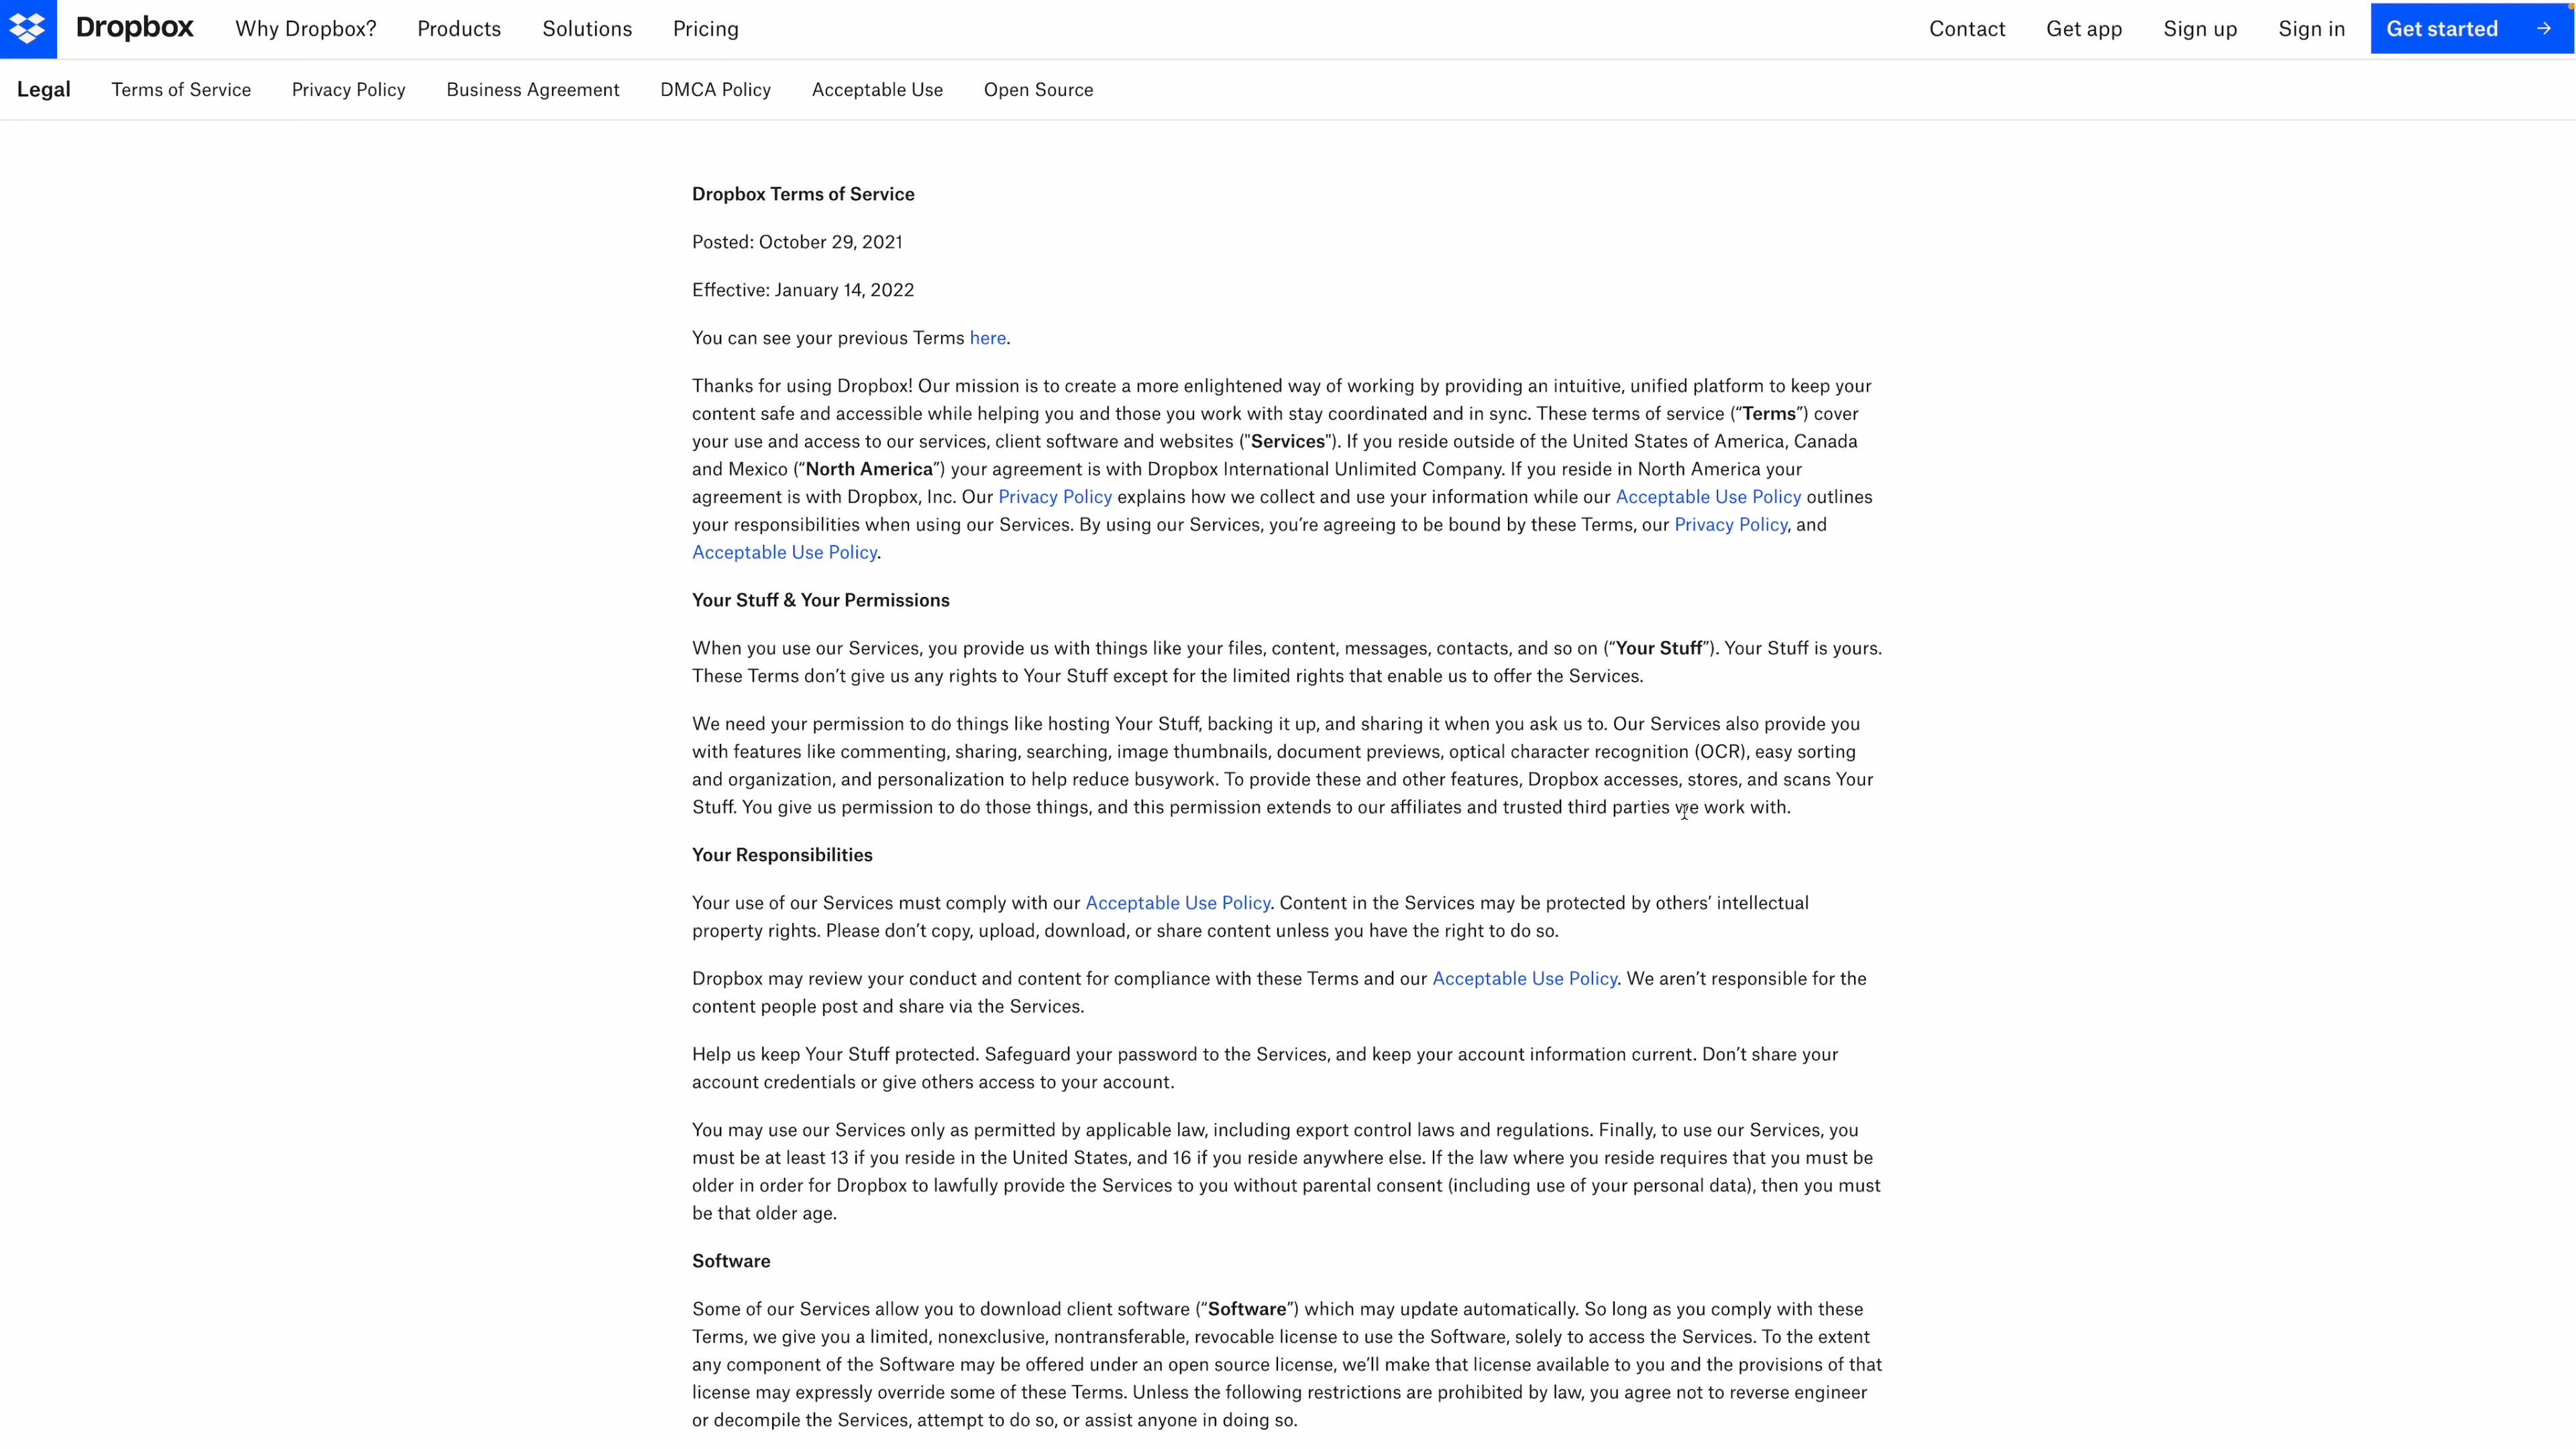 Dropbox Why Dropbox? Products Solutions Pricing Contact Get app Sign up Sign in Get started
Legal Terms of Service Privacy Policy Business Agreement DMCA Policy Acceptable Use Open Source
Dropbox Terms of Service
Posted: October 29, 2021
Effective: January 14, 2022
You can see your previous Terms here.
Thanks for using Dropbox! Our mission is to create a more enlightened way of working by providing an intuitive, unified platform to keep your
content safe and accessible while helping you and those you work with stay coordinated and in sync. These terms of service (“Terms”) cover
your use and access to our services, client software and websites ("Services"). If you reside outside of the United States of America, Canada
and Mexico (“North America”) your agreement is with Dropbox International Unlimited Company. If you reside in North America your
agreement is with Dropbox, Inc. Our Privacy Policy explains how we collect and use your information while our Acceptable Use Policy outlines
your responsibilities when using our Services. By using our Services, you’re agreeing to be bound by these Terms, our Privacy Policy, and
Acceptable Use Policy.
Your Stuff & Your Permissions
When you use our Services, you provide us with things like your files, content, messages, contacts, and so on (“Your Stuff”). Your Stuff is yours.
These Terms don’t give us any rights to Your Stuff except for the limited rights that enable us to offer the Services.
We need your permission to do things like hosting Your Stuff, backing it up, and sharing it when you ask us to. Our Services also provide you
with features like commenting, sharing, searching, image thumbnails, document previews, optical character recognition (OCR), easy sorting
and organization, and personalization to help reduce busywork. To provide these and other features, Dropbox accesses, stores, and scans Your
Stuff. You give us permission to do those things, and this permission extends to our affiliates and trusted third parties we work with.
Your Responsibilities
Your use of our Services must comply with our Acceptable Use Policy. Content in the Services may be protected by others’ intellectual
property rights. Please don’t copy, upload, download, or share content unless you have the right to do so.
Dropbox may review your conduct and content for compliance with these Terms and our Acceptable Use Policy. We aren’t responsible for the
content people post and share via the Services.
Help us keep Your Stuff protected. Safeguard your password to the Services, and keep your account information current. Don’t share your
account credentials or give others access to your account.
You may use our Services only as permitted by applicable law, including export control laws and regulations. Finally, to use our Services, you
must be at least 13 if you reside in the United States, and 16 if you reside anywhere else. If the law where you reside requires that you must be
older in order for Dropbox to lawfully provide the Services to you without parental consent (including use of your personal data), then you must
be that older age.
Software
Some of our Services allow you to download client software (“Software”) which may update automatically. So long as you comply with these
Terms, we give you a limited, nonexclusive, nontransferable, revocable license to use the Software, solely to access the Services. To the extent
any component of the Software may be offered under an open source license, we’ll make that license available to you and the provisions of that
license may expressly override some of these Terms. Unless the following restrictions are prohibited by law, you agree not to reverse engineer
or decompile the Services, attempt to do so, or assist anyone in doing so.